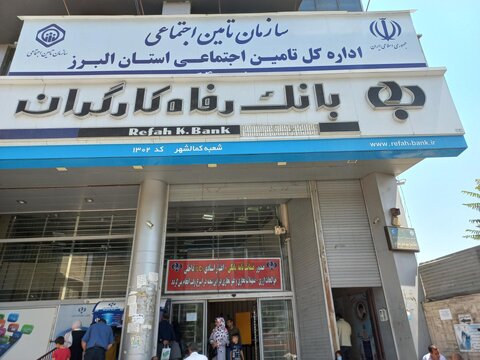 سازمان تأمین اجتماعی
اداره کل تامین اجتماعی استان البرز
سازمان تامین اجتماعی
جمهوری اسلامی ایران
بانک رفاه کارگران
Refah K.Bank
شعبه کمالشهر کد ۱۳۰۲
www.refah-bank.ir